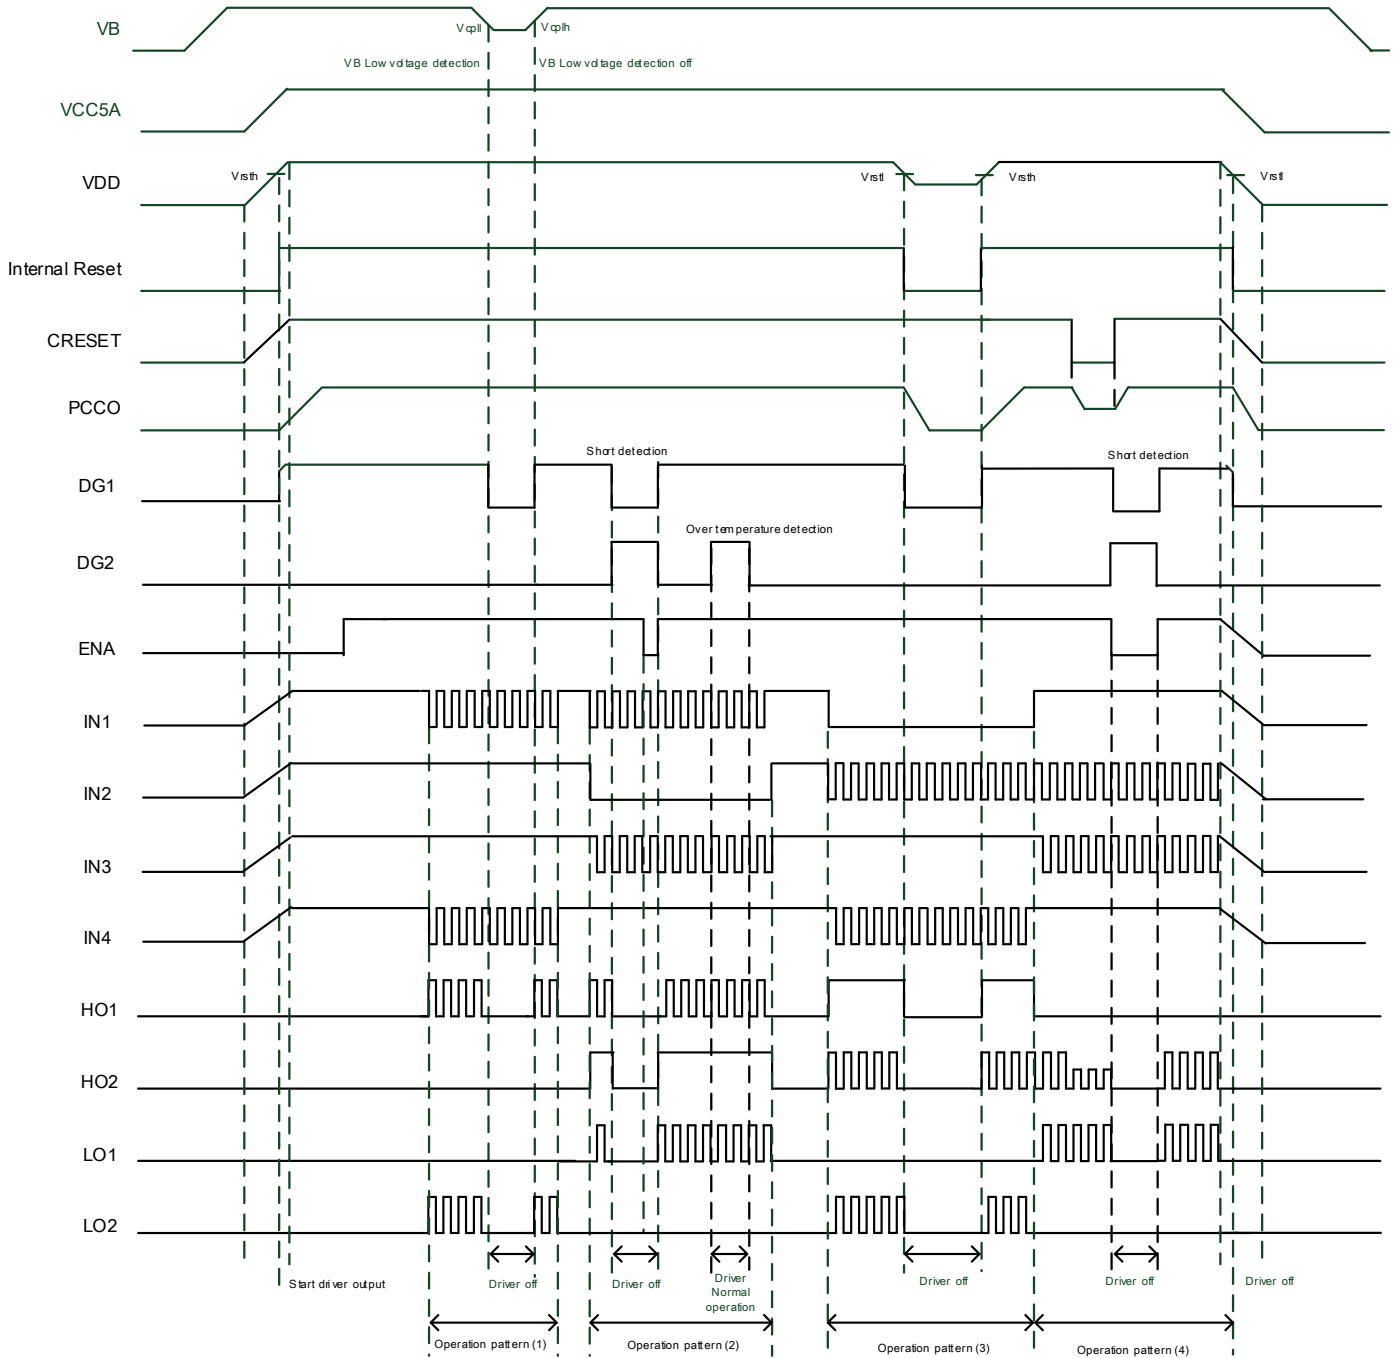 VB
Vcpll
Vcplh
VB Low voltage detection
VB Low voltage detection off
VCC5A
VDD
Vrsth
Vrstl
Vrsth
Vrstl
Internal Reset
CRESET
PCCO
Short detection
Short detection
DG1
Over temperature detection
DG2
ENA
IN1
IN2
IN3
IN4
HO1
HO2
LO1
LO2
Start driver output
Driver off
Driver off
Driver
Normal
operation
Driver off
Driver off
Driver off
Operation pattern (1)
Operation pattern (2)
Operation pattern (3)
Operation pattern (4)